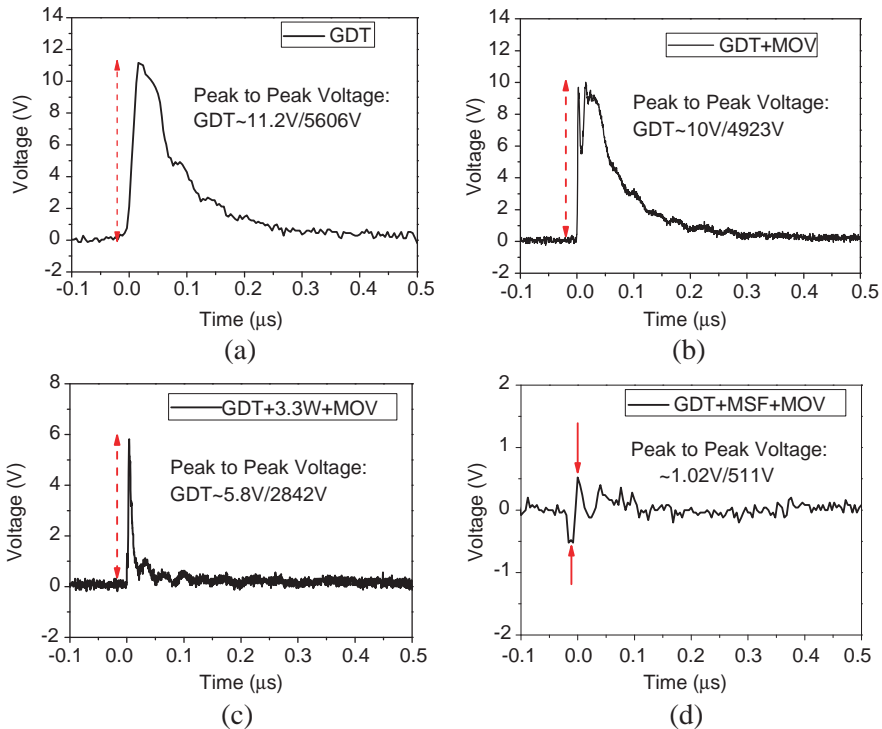 GDT
Peak to Peak Voltage:
GDT~11.2V/5606V
Voltage (V)
14
12
10
8
6
4
2
0
-2
-0.1 0.0 0.1 0.2 0.3 0.4 0.5
Time (μs)
(a)
GDT+MOV
Peak to Peak Voltage:
GDT~10V/4923V
Voltage (V)
14
12
10
8
6
4
2
0
-2
-0.1 0.0 0.1 0.2 0.3 0.4 0.5
Time (μs)
(b)
GDT+3.3W+MOV
Peak to Peak Voltage:
GDT~5.8V/2842V
Voltage (V)
8
6
4
2
0
-2
-0.1 0.0 0.1 0.2 0.3 0.4 0.5
Time (μs)
(c)
GDT+MSF+MOV
Peak to Peak Voltage:
~1.02V/511V
Voltage (V)
2
1
0
-1
-2
-0.1 0.0 0.1 0.2 0.3 0.4 0.5
Time (μs)
(d)